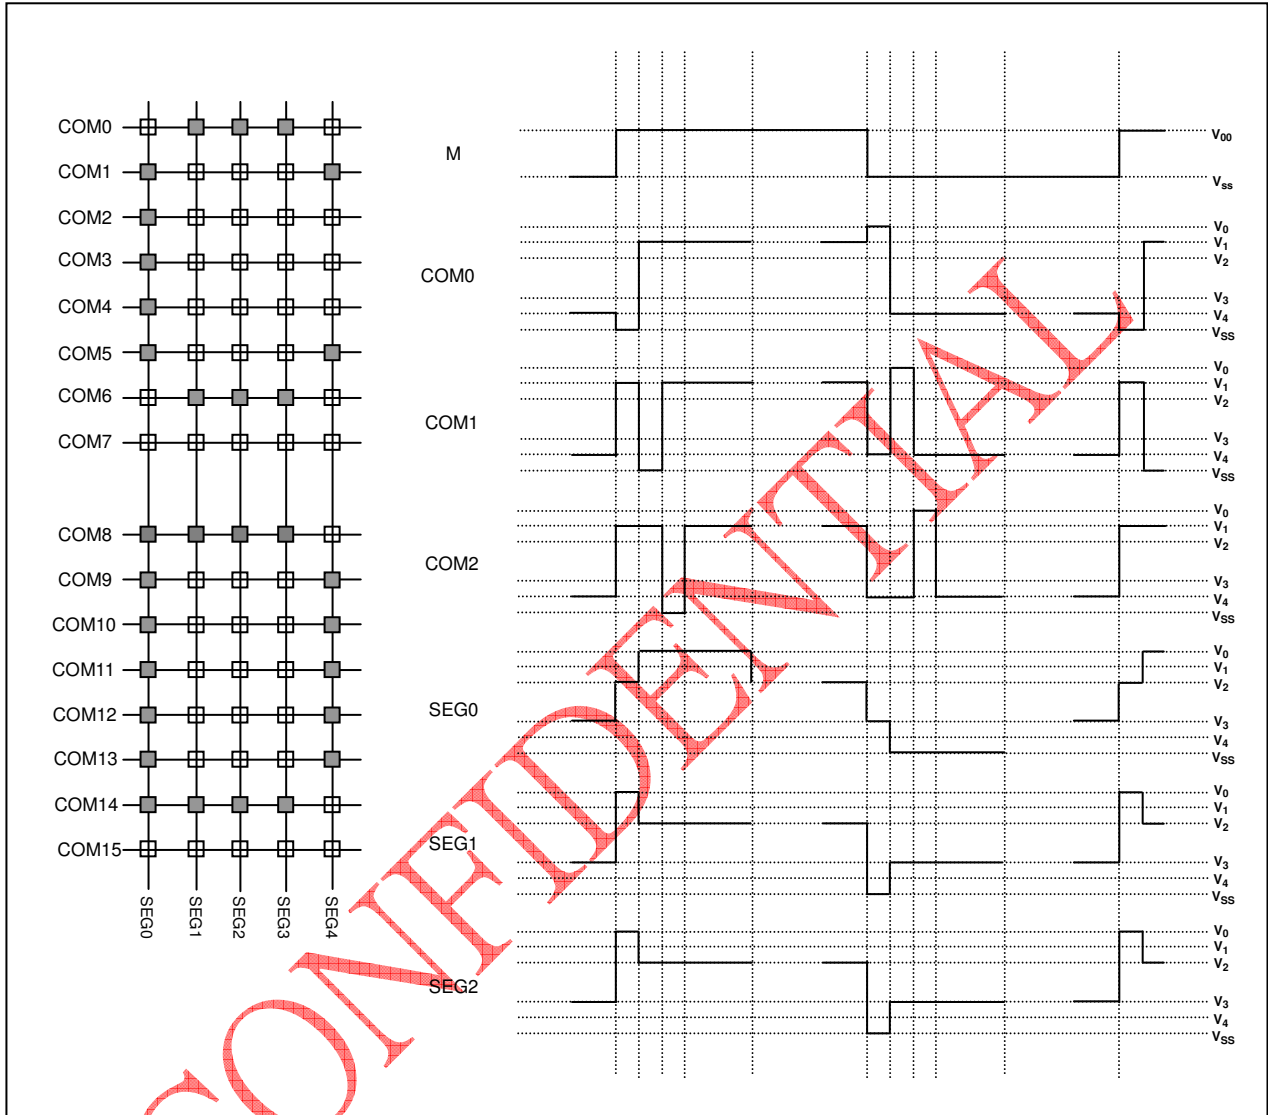 COM0
COM1
COM2
COM3
COM4
COM5
COM6
COM7
COM8
COM9
COM10
COM11
COM12
COM13
COM14
COM15
SEG0
SEG1
SEG2
SEG3
SEG4
M
V00
Vss
COM0
V0
V1
V2
V3
V4
VSS
COM1
V0
V1
V2
V3
V4
VSS
COM2
V0
V1
V2
V3
V4
VSS
SEG0
V0
V1
V2
V3
V4
VSS
SEG1
V0
V1
V2
V3
V4
VSS
SEG2
V0
V1
V2
V3
V4
VSS
CONFIDENTIAL